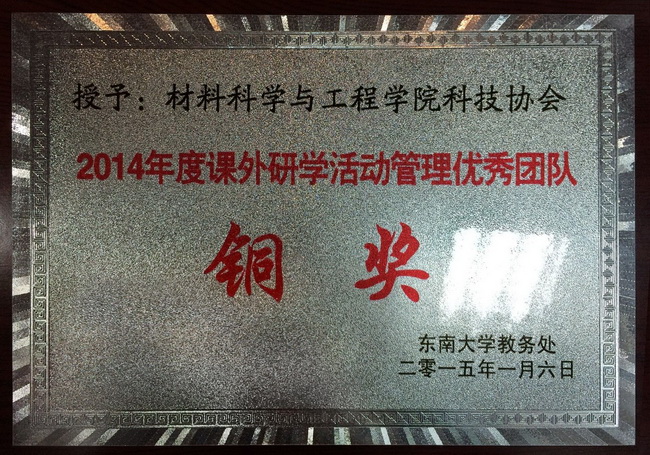 授予：材料科学与工程学院科技协会
2014年度课外研学活动管理优秀团队
铜奖
东南大学教务处
二零一五年一月六日